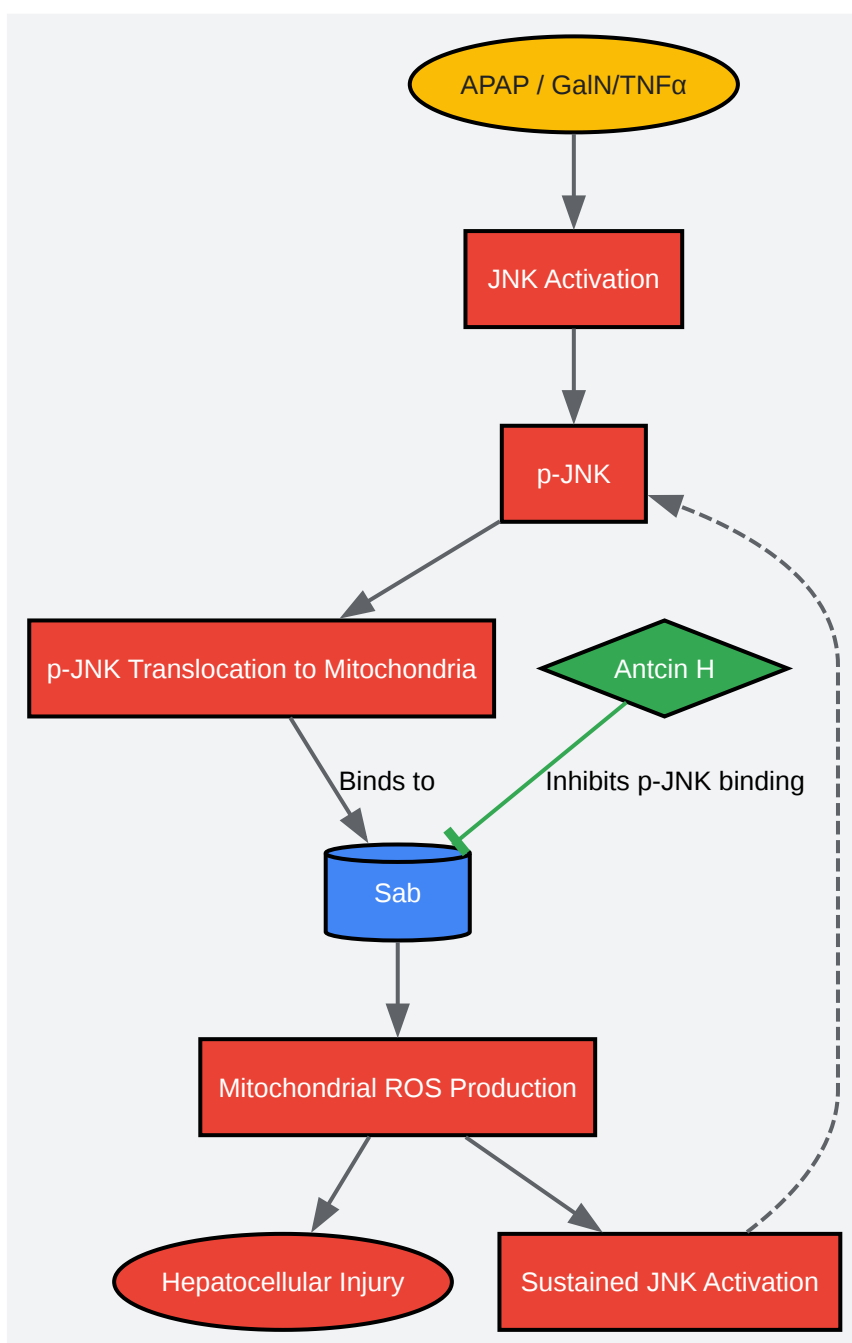 APAP / GalN/TNFα
JNK Activation
p-JNK
p-JNK Translocation to Mitochondria
Antcin H
Binds to
Inhibits p-JNK binding
Sab
Mitochondrial ROS Production
Hepatocellular Injury
Sustained JNK Activation